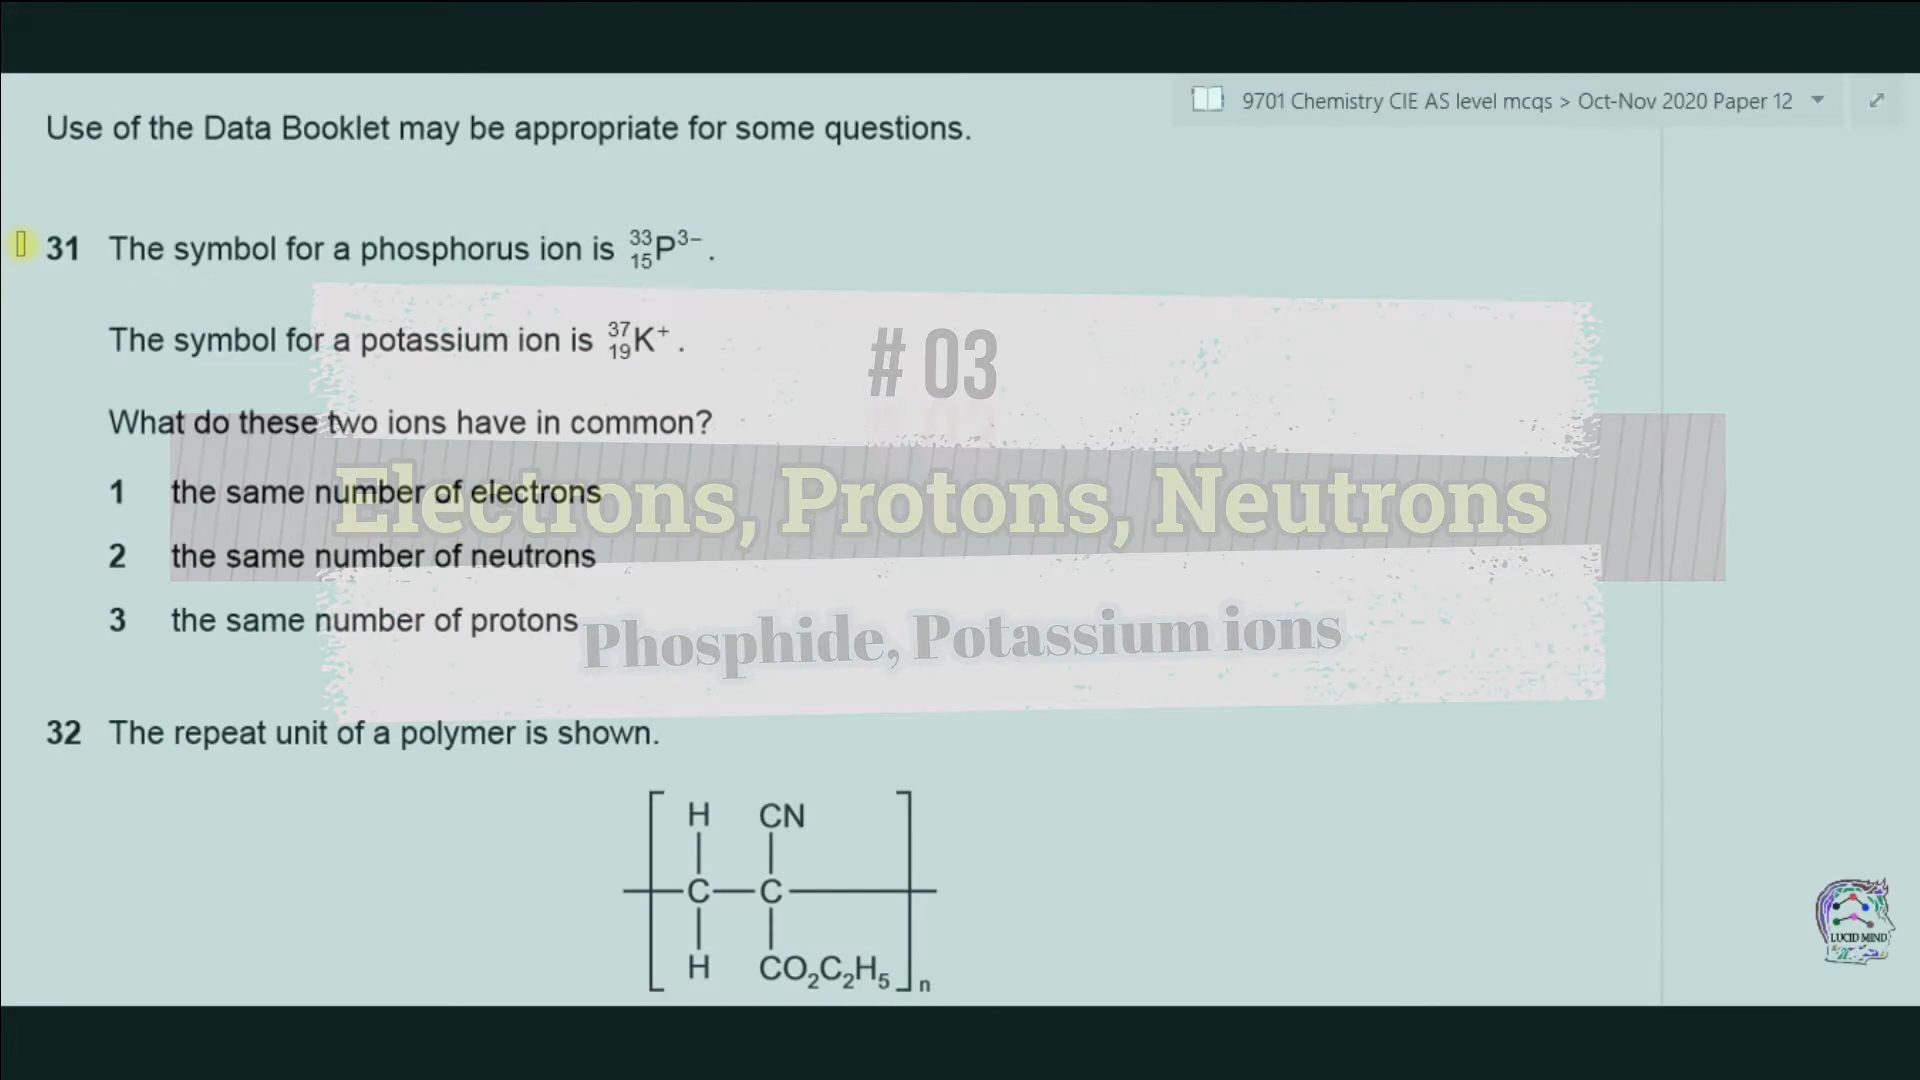 9701 Chemistry CIE AS level mcqs > Oct-Nov 2020 Paper 12
Use of the Data Booklet may be appropriate for some questions.
31 The symbol for a phosphorus ion is ³³₁₅P³⁻ .
The symbol for a potassium ion is ³⁷₁₉K⁺ .
# 03
What do these two ions have in common?
1 the same number of electrons
Electrons, Protons, Neutrons
2 the same number of neutrons
3 the same number of protons
Phosphide, Potassium ions
32 The repeat unit of a polymer is shown.
H CN
C C
H CO₂C₂H₅ n
LUCID MIND